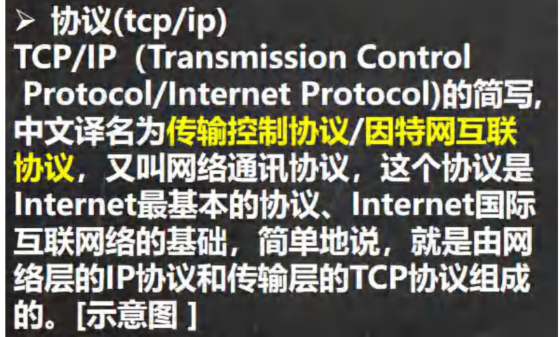 ➢ 协议(tcp/ip)
TCP/IP（Transmission Control
Protocol/Internet Protocol)的简写,
中文译名为传输控制协议/因特网互联
协议，又叫网络通讯协议，这个协议是
Internet最基本的协议、Internet国际
互联网络的基础，简单地说，就是由网
络层的IP协议和传输层的TCP协议组成
的。[示意图 ]